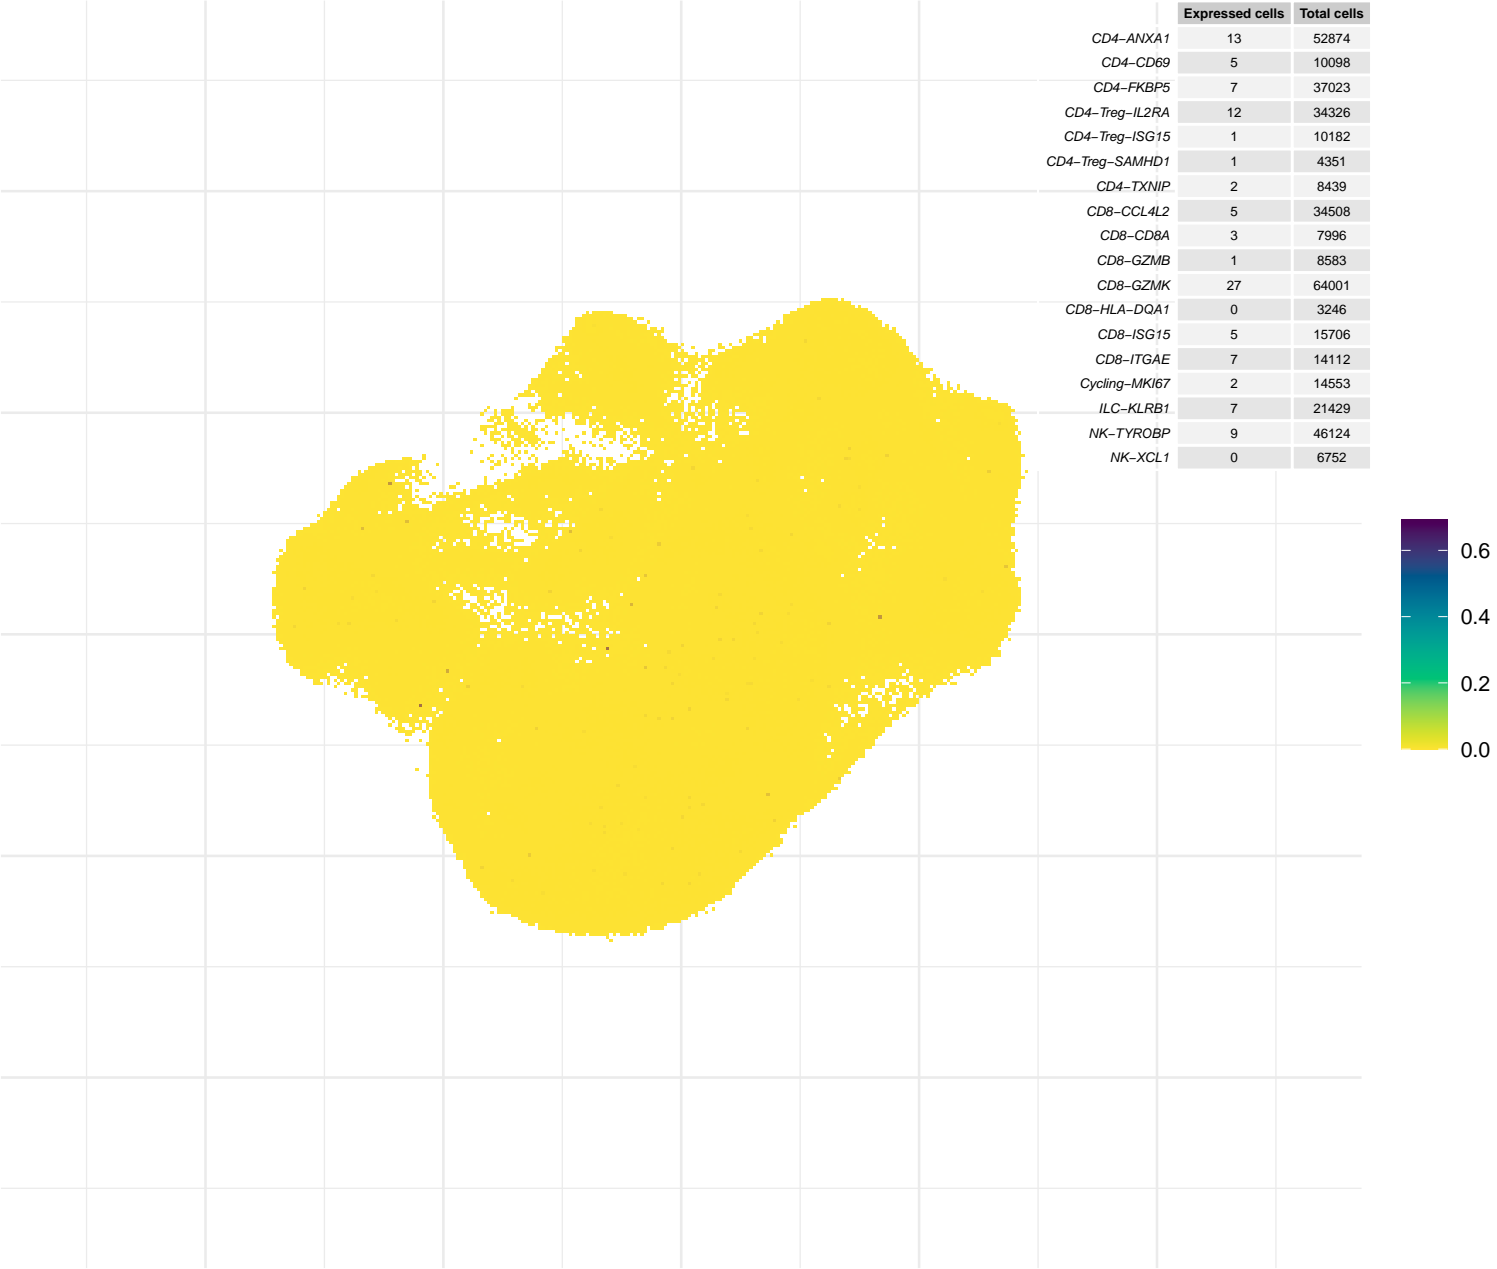 Expressed cells Total cells
CD4−ANXA1 13 52874
CD4−CD69 5 10098
CD4−FKBP5 7 37023
CD4−Treg−IL2RA 12 34326
CD4−Treg−ISG15 1 10182
CD4−Treg−SAMHD1 1 4351
CD4−TXNIP 2 8439
CD8−CCL4L2 5 34508
CD8−CD8A 3 7996
CD8−GZMB 1 8583
CD8−GZMK 27 64001
CD8−HLA−DQA1 0 3246
CD8−ISG15 5 15706
CD8−ITGAE 7 14112
Cycling−MKI67 2 14553
ILC−KLRB1 7 21429
NK−TYROBP 9 46124
NK−XCL1 0 6752
0.6
0.4
0.2
0.0